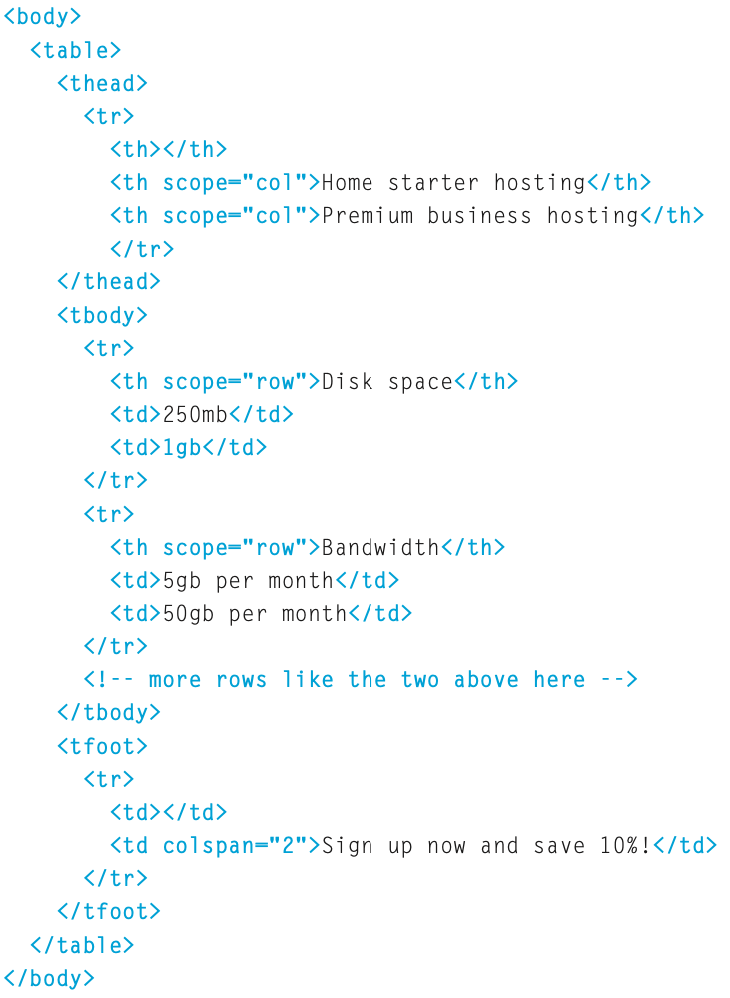 <body>
  <table>
    <thead>
      <tr>
        <th></th>
        <th scope="col">Home starter hosting</th>
        <th scope="col">Premium business hosting</th>
        </tr>
    </thead>
    <tbody>
      <tr>
        <th scope="row">Disk space</th>
        <td>250mb</td>
        <td>1gb</td>
      </tr>
      <tr>
        <th scope="row">Bandwidth</th>
        <td>5gb per month</td>
        <td>50gb per month</td>
      </tr>
      <!-- more rows like the two above here -->
    </tbody>
    <tfoot>
      <tr>
        <td></td>
        <td colspan="2">Sign up now and save 10%!</td>
      </tr>
    </tfoot>
  </table>
</body>